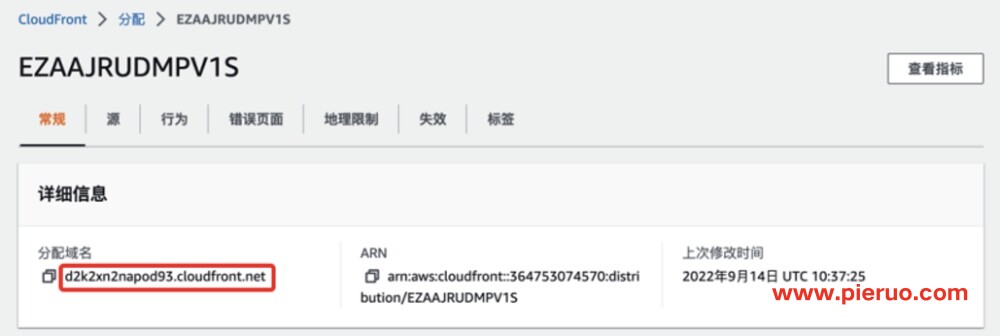 CloudFront > 分配 > EZAAJRUDMPV1S
EZAAJRUDMPV1S
查看指标
常规 源 行为 错误页面 地理限制 失效 标签
详细信息
分配域名
d2k2xn2napod93.cloudfront.net
ARN
arn:aws:cloudfront::364753074570:distri
bution/EZAAJRUDMPV1S
上次修改时间
2022年9月14日 UTC 10:37:25
www.pieruo.com